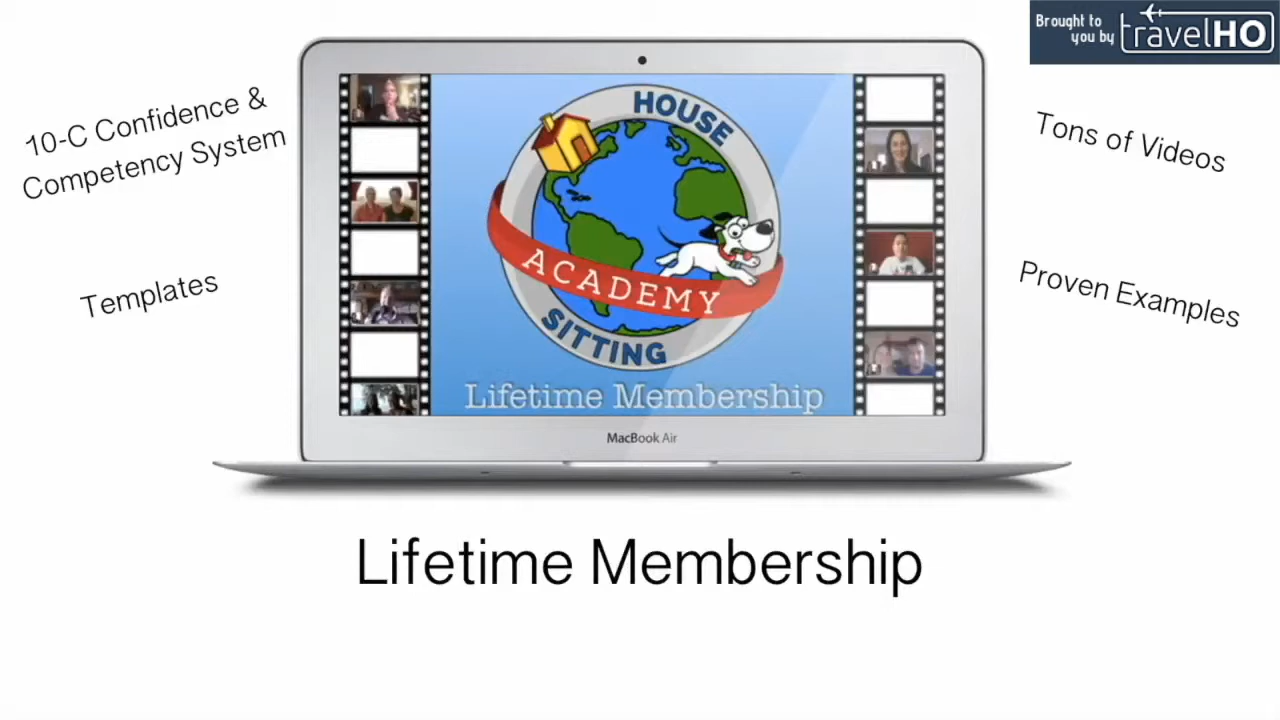 Brought to
you by
travelHO
10-C Confidence &
Competency System
Templates
HOUSE
ACADEMY
SITTING
Lifetime Membership
MacBook Air
Tons of Videos
Proven Examples
Lifetime Membership